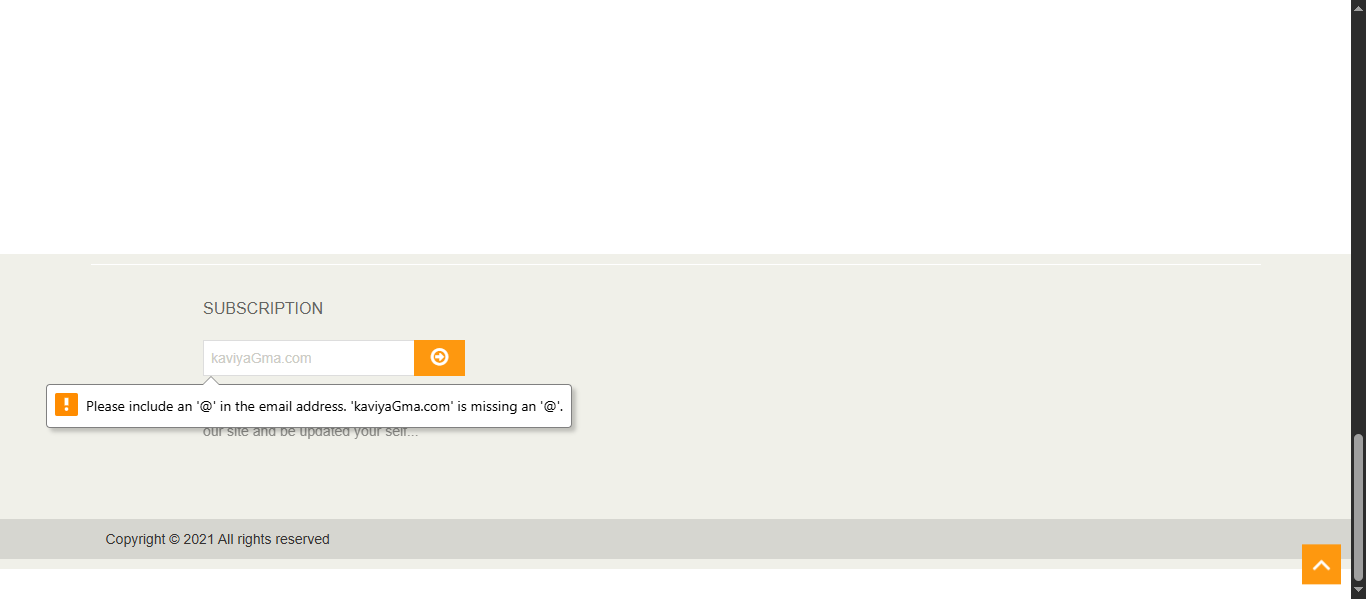 SUBSCRIPTION
kaviyaGma.com
Please include an '@' in the email address. 'kaviyaGma.com' is missing an '@'.
our site and be updated your self...
Copyright © 2021 All rights reserved